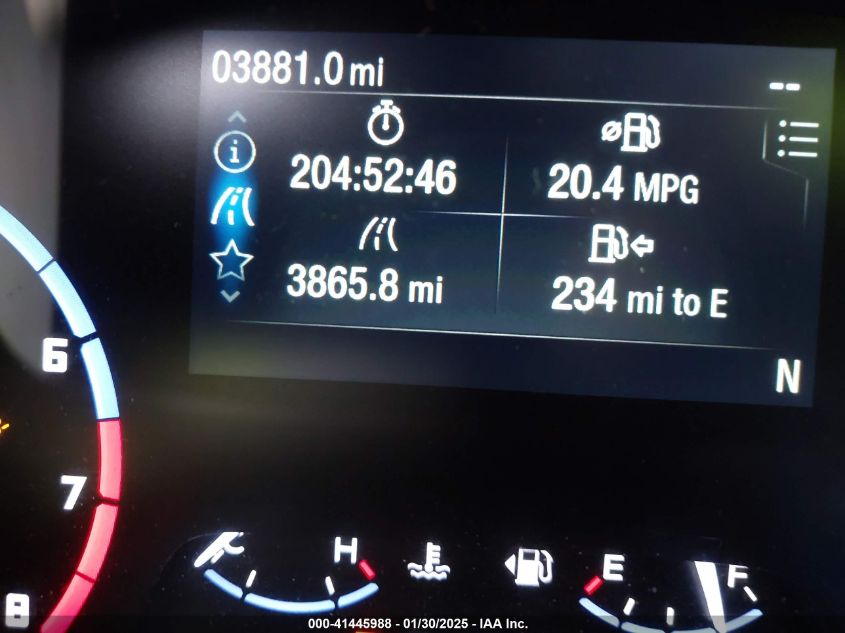 03881.0 mi
--
204:52:46
20.4 MPG
3865.8 mi
234 mi to E
N
6
7
8
H
E
F
000-41445988 - 01/30/2025 - IAA Inc.